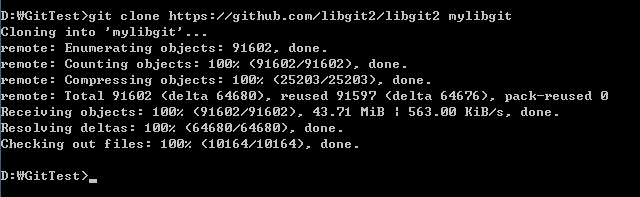 D:₩GitTest>git clone https://github.com/libgit2/libgit2 mylibgit
Cloning into 'mylibgit'...
remote: Enumerating objects: 91602, done.
remote: Counting objects: 100% (91602/91602), done.
remote: Compressing objects: 100% (25203/25203), done.
remote: Total 91602 (delta 64680), reused 91597 (delta 64676), pack-reused 0
Receiving objects: 100% (91602/91602), 43.71 MiB | 563.00 KiB/s, done.
Resolving deltas: 100% (64680/64680), done.
Checking out files: 100% (10164/10164), done.
D:₩GitTest>_